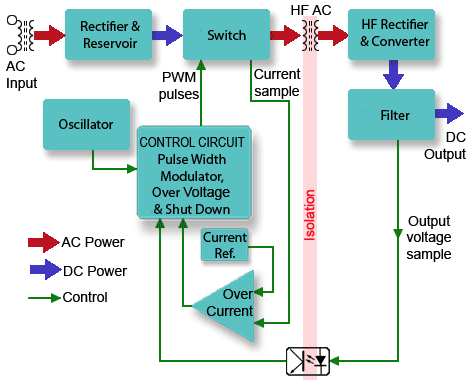 HF AC
AC
Input
Rectifier &
Reservoir
Switch
HF Rectifier
& Converter
PWM
pulses
Current
sample
Oscillator
Filter
DC
Output
CONTROL CIRCUIT
Pulse Width
Modulator,
Over Voltage
& Shut Down
Isolation
Output
voltage
sample
Current
Ref.
AC Power
DC Power
Control
Over
Current